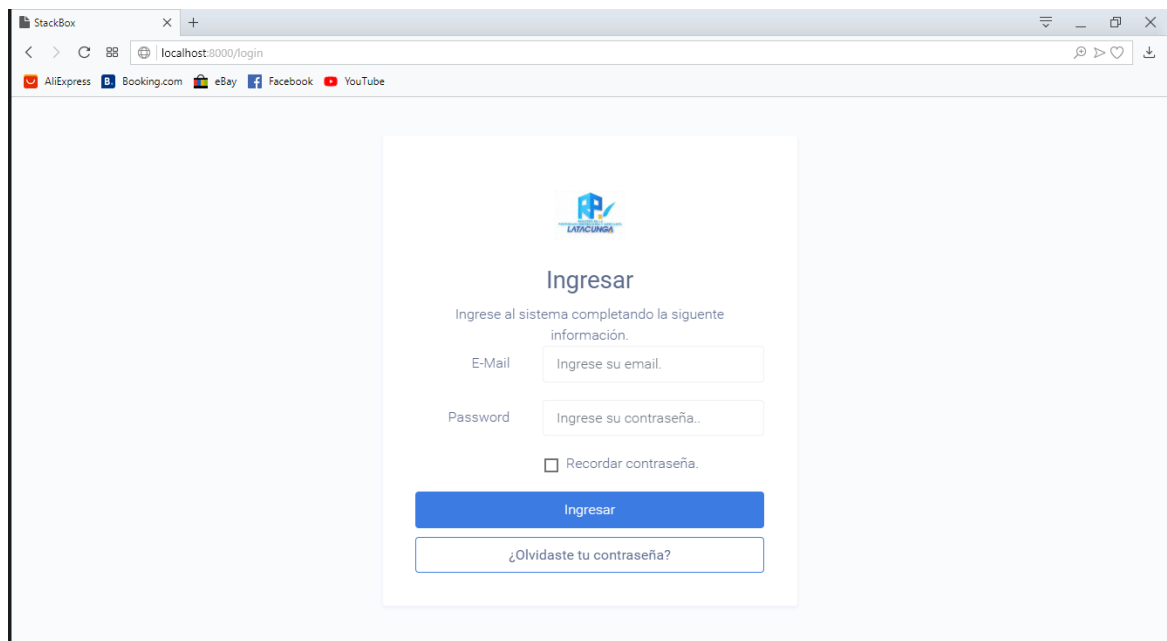 StackBox
localhost:8000/login
AliExpress B. Booking.com eBay Facebook YouTube
RP
LATACUNGA
Ingresar
Ingrese al sistema completando la siguente
información.
E-Mail Ingrese su email.
Password Ingrese su contraseña..
Recordar contraseña.
Ingresar
¿Olvidaste tu contraseña?